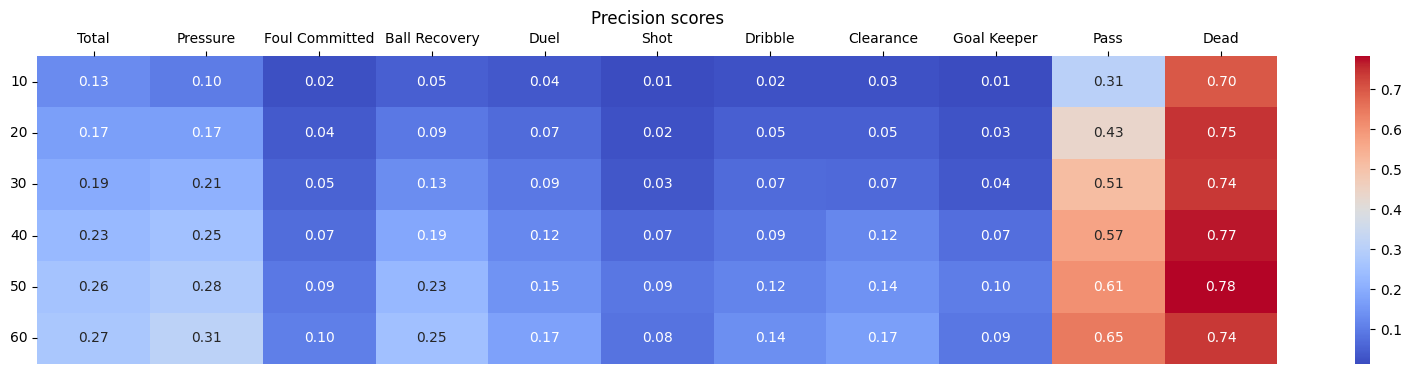 Precision scores
Total Pressure Foul Committed Ball Recovery Duel Shot Dribble Clearance Goal Keeper Pass Dead
10 0.13 0.10 0.02 0.05 0.04 0.01 0.02 0.03 0.01 0.31 0.70
20 0.17 0.17 0.04 0.09 0.07 0.02 0.05 0.05 0.03 0.43 0.75
30 0.19 0.21 0.05 0.13 0.09 0.03 0.07 0.07 0.04 0.51 0.74
40 0.23 0.25 0.07 0.19 0.12 0.07 0.09 0.12 0.07 0.57 0.77
50 0.26 0.28 0.09 0.23 0.15 0.09 0.12 0.14 0.10 0.61 0.78
60 0.27 0.31 0.10 0.25 0.17 0.08 0.14 0.17 0.09 0.65 0.74
0.7
0.6
0.5
0.4
0.3
0.2
0.1